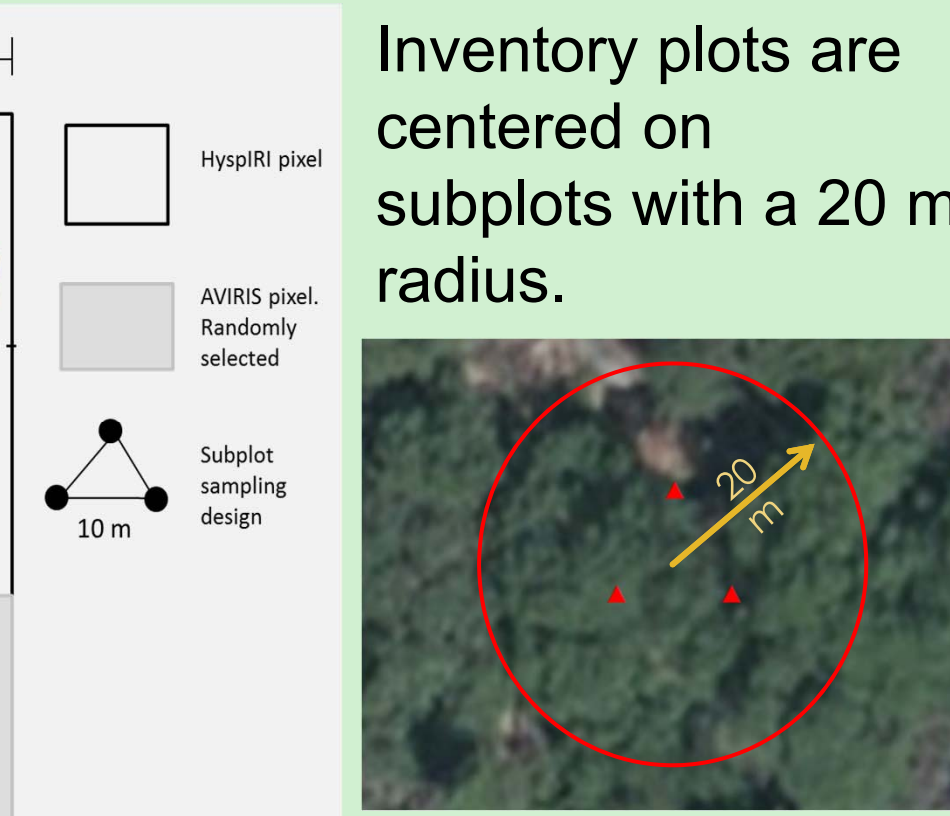 HyspIRI pixel
AVIRIS pixel.
Randomly
selected
Subplot
sampling
design
10 m
Inventory plots are
centered on
subplots with a 20 m
radius.
20
m